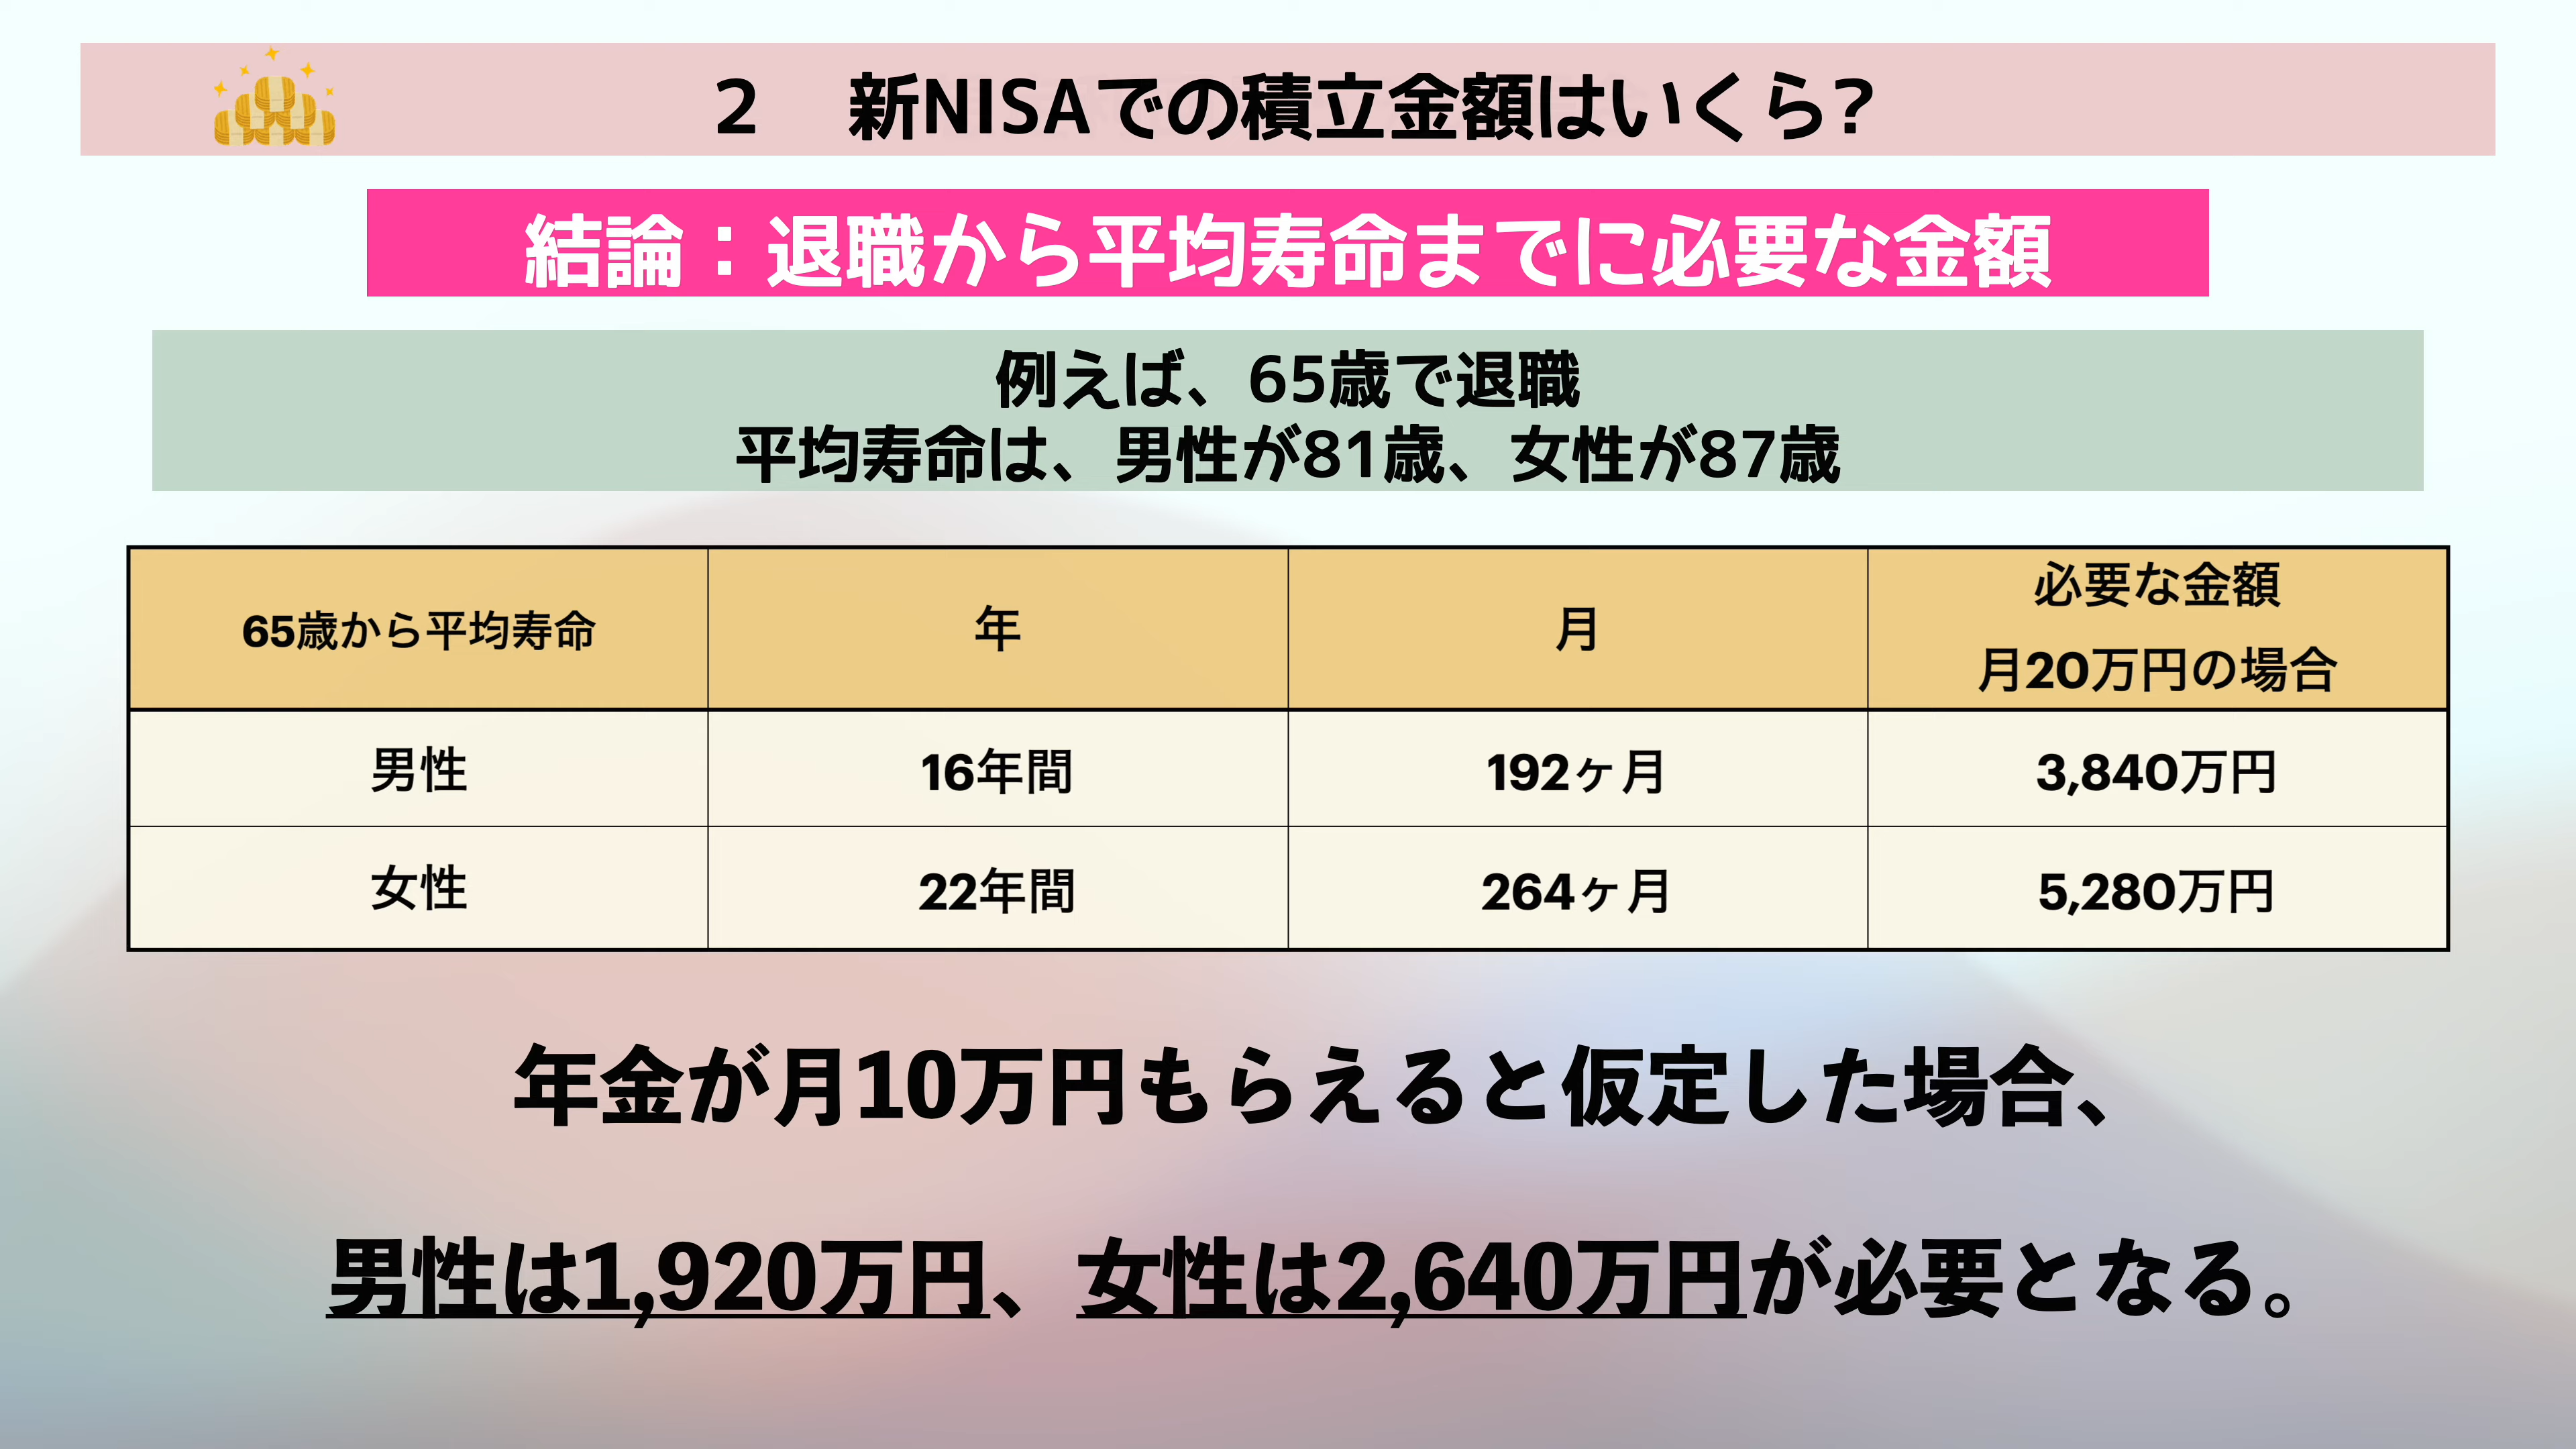 ２　新NISAでの積立金額はいくら?
結論：退職から平均寿命までに必要な金額
例えば、65歳で退職
平均寿命は、男性が81歳、女性が87歳
65歳から平均寿命 年 月 必要な金額
月20万円の場合
男性 16年間 192ヶ月 3,840万円
女性 22年間 264ヶ月 5,280万円
年金が月10万円もらえると仮定した場合、
男性は1,920万円、女性は2,640万円が必要となる。